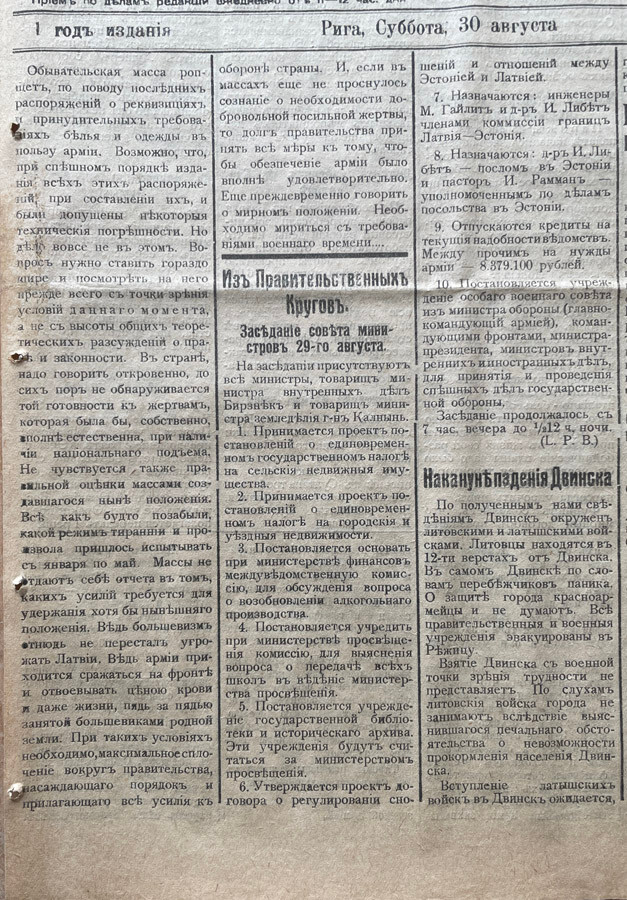 Пріемъ по дѣламъ редакціи ежедневно отъ 11—12 час. дня
1 годъ изданія
Рига, Суббота, 30 августа
Обывательская масса роп-
щетъ, по поводу послѣднихъ
распоряженій о реквизиціяхъ
и принудительныхъ требова-
ніяхъ бѣлья и одежды въ
пользу арміи. Возможно, что,
при спѣшномъ порядкѣ изда-
нія всѣхъ этихъ распоряже-
ній, при составленіи ихъ, и
были допущены нѣкоторыя
техническія погрѣшности. Но
дѣло вовсе не въ этомъ. Во-
просъ нужно ставить гораздо
шире и посмотрѣть на него
прежде всего съ точки зрѣнія
условій даннаго момента,
а не съ высоты общихъ теоре-
тическихъ разсужденій о пра-
вѣ и законности. Въ странѣ,
надо говорить откровенно, до
сихъ поръ не обнаруживается
той готовности къ жертвамъ,
которая была бы, собственно,
вполнѣ естественна, при нали-
чіи національнаго подъема.
Не чувствуется также пра-
вильной оцѣнки массами соз-
давшагося нынѣ положенія.
Всѣ какъ будто позабыли,
какой режимъ тиранніи и про-
извола пришлось испытывать
съ января по май. Массы не
отдаютъ себѣ отчета въ томъ,
какихъ усилій требуется для
удержанія хотя бы нынѣшняго
положенія. Вѣдь большевизмъ
отнюдь не пересталъ угро-
жать Латвіи. Вѣдь арміи при-
ходится сражаться на фронтѣ
и отвоевывать цѣною крови
и даже жизни, пядь за пядью
занятой большевиками родной
земли. При такихъ условіяхъ
необходимо, максимальное спло-
ченіе вокругъ правительства,
насаждающаго порядокъ и
прилагающаго всѣ усилія къ
оборонѣ страны. И, если въ
массахъ еще не проснулось
сознаніе о необходимости до-
бровольной посильной жертвы,
то долгъ правительства при-
нять всѣ мѣры къ тому, что-
бы обезпеченіе арміи было
вполнѣ удовлетворительно.
Еще преждевременно говорить
о мирномъ положеніи. Необ-
ходимо мириться съ требова-
ніями военнаго времени....
Изъ Правительственныхъ
Круговъ.
Засѣданіе совѣта мини-
стровъ 29-го августа.
На засѣданіи присутствуютъ
всѣ министры, товарищъ ми-
нистра внутреннихъ дѣлъ
Бирзнѣкъ и товарищъ мини-
стра земледѣлія г-въ Калнынь.
1. Принимается проектъ по-
становленій о единовремен-
номъ государственномъ налогѣ
на сельскія недвижныя иму-
щества.
2. Принимается проектъ по-
становленій о единовремен-
номъ налогѣ на городскія и
уѣздныя недвижимости.
3. Постановляется основать
при министерствѣ финансовъ
междувѣдомственную комис-
сію, для обсужденія вопроса
о возобновленіи алкогольнаго
производства.
4. Постановляется учредить
при министерствѣ просвѣще-
нія комиссію, для выясненія
вопроса о передачѣ всѣхъ
школъ въ вѣдѣніе министер-
ства просвѣщенія.
5. Постановляется учрежде-
ніе государственной библіо-
теки и историческаго архива.
Эти учрежденія будутъ счи-
таться за министерствомъ
просвѣщенія.
6. Утверждается проектъ до-
говора о регулированіи сно-
шеній и отношеній между
Эстоніей и Латвіей.
7. Назначаются: инженеры
М. Гайлитъ и д-ръ И. Либѣтъ
членами коммиссіи границъ
Латвія—Эстонія.
8. Назначаются: д-ръ И. Ли-
бѣтъ — посломъ въ Эстоніи
и пасторъ И. Рамманъ —
уполномоченнымъ по дѣламъ
посольства въ Эстоніи.
9. Отпускаются кредиты на
текущія надобности вѣдомствъ.
Между прочимъ на нужды
арміи — 8.379.100 рублей.
10. Постановляется учреж-
деніе особаго военнаго совѣта
изъ министра обороны (главно-
командующій арміей), коман-
дующими фронтами, министра-
президента, министровъ внут-
реннихъ и иностранныхъ дѣлъ,
для принятія и проведенія
спѣшныхъ дѣлъ государствен-
ной обороны.
Засѣданіе продолжалось съ
7 час. вечера до ½12 ч. ночи.
(L. P. B.)
Наканунѣ паденія Двинска
По полученнымъ нами свѣ-
дѣніямъ Двинскъ окруженъ
литовскими и латышскими вой-
сками. Литовцы находятся въ
12-ти верстахъ отъ Двинска.
Въ самомъ Двинскѣ по сло-
вамъ перебѣжчиковъ паника.
О защитѣ города красноар-
мейцы и не думаютъ. Всѣ
правительственныя и военныя
учрежденія эвакуированы въ
Рѣжицу.
Взятіе Двинска съ военной
точки зрѣнія трудности не
представляетъ. По слухамъ
литовскія войска города не
занимаютъ вслѣдствіе выяс-
нившагося печальнаго обсто-
ятельства о невозможности
прокормленія населенія Двин-
ска.
Вступленіе латышскихъ
войскъ въ Двинскъ ожидается,